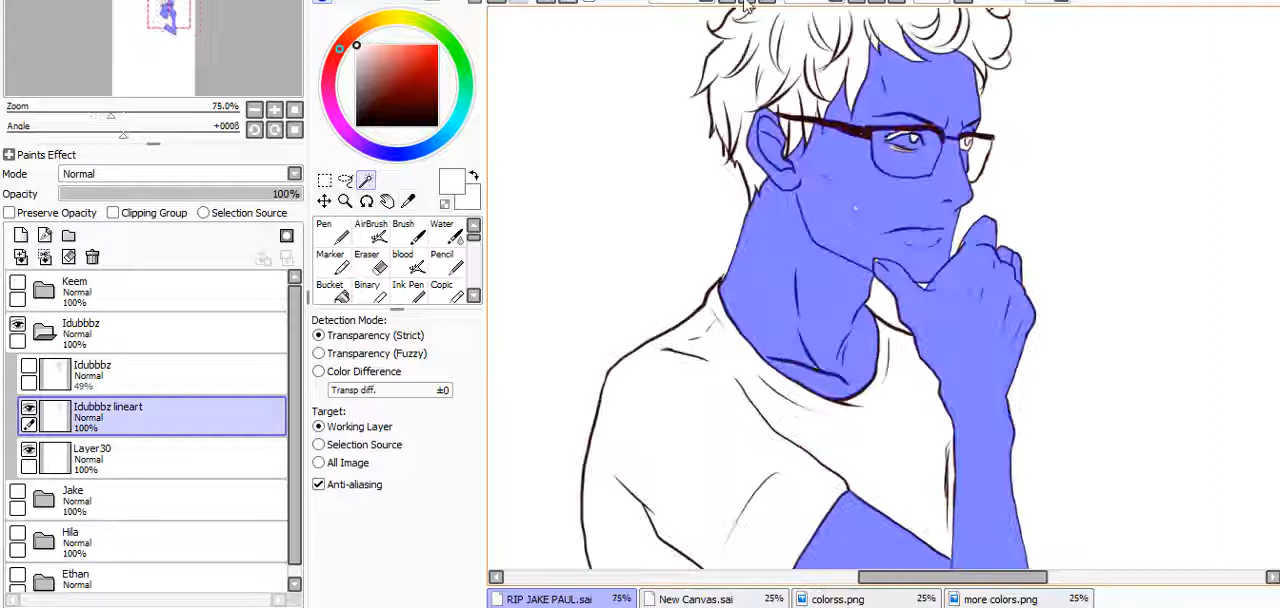 Zoom 75.0%
Angle +000ß
Paints Effect
Mode Normal
Opacity 100%
Preserve Opacity Clipping Group Selection Source
Keem
Normal
100%
Idubbbz
Normal
100%
Idubbbz
Normal
49%
Idubbbz lineart
Normal
100%
Layer30
Normal
100%
Jake
Normal
100%
Hila
Normal
100%
Ethan
Normal
Pen AirBrush Brush Water
Marker Eraser blood Pencil
Bucket Binary Ink Pen Copic
Detection Mode:
Transparency (Strict)
Transparency (Fuzzy)
Color Difference
Transp diff. ±0
Target:
Working Layer
Selection Source
All Image
Anti-aliasing
RIP JAKE PAUL.sai 75% New Canvas.sai 25% colorss.png 25% more colors.png 25%